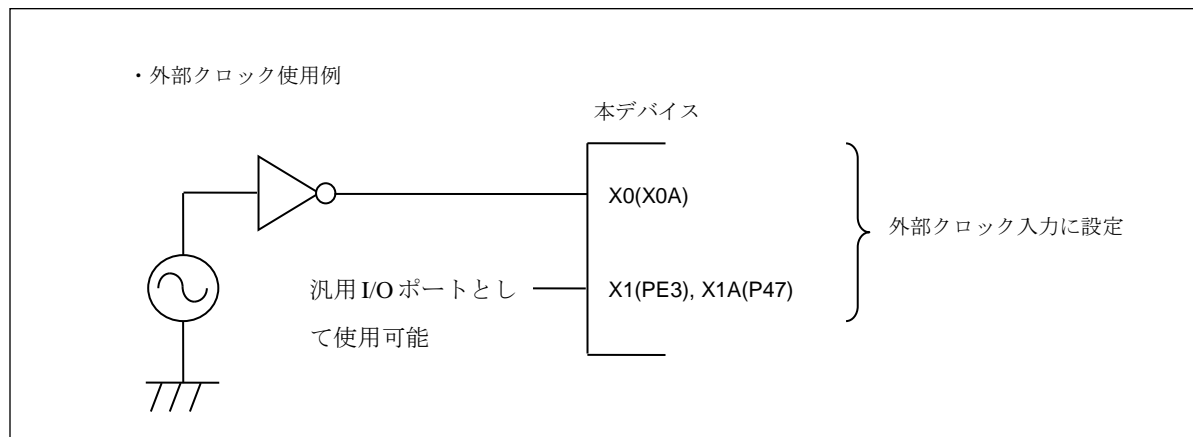 ・外部クロック使用例
本デバイス
X0(X0A)
外部クロック入力に設定
汎用 I/O ポートとし
て使用可能
X1(PE3), X1A(P47)